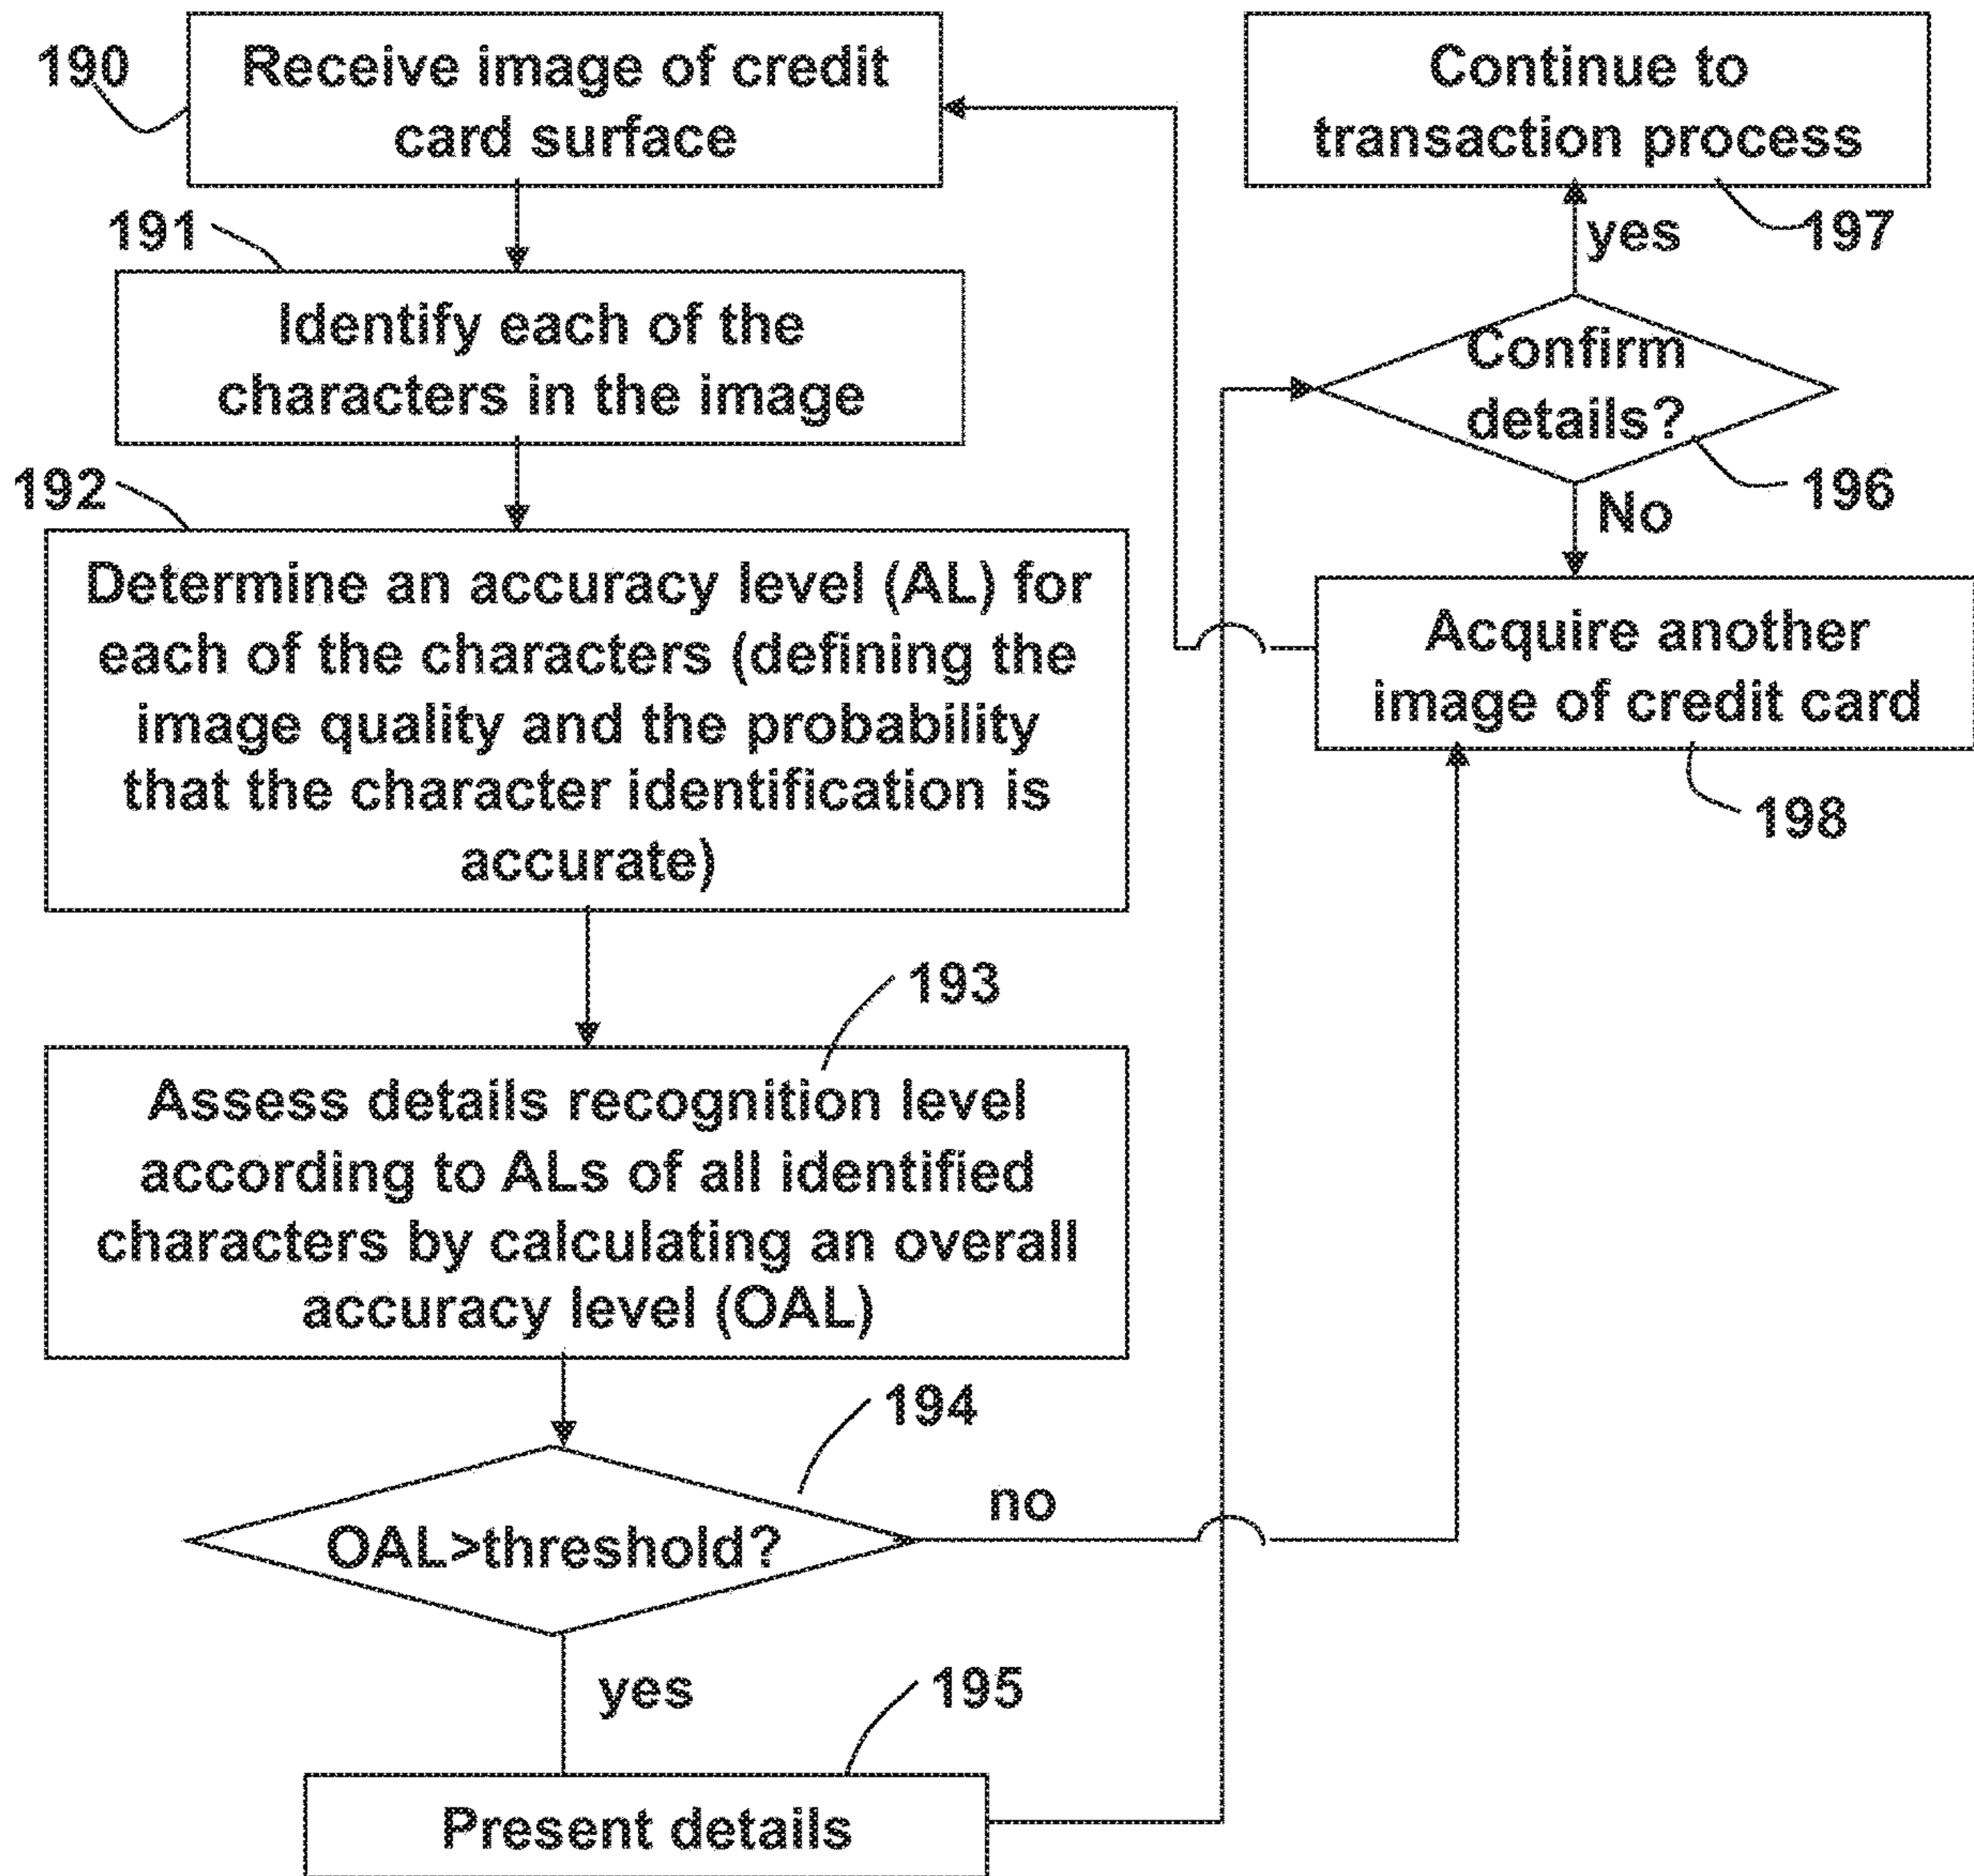 190
Receive image of credit
card surface
191
Identify each of the
characters in the image
192
Determine an accuracy level (AL) for
each of the characters (defining the
image quality and the probability
that the character identification is
accurate)
193
Assess details recognition level
according to ALs of all identified
characters by calculating an overall
accuracy level (OAL)
194
OAL>threshold?
no
yes
195
Present details
Continue to
transaction process
yes
197
Confirm
details?
196
No
Acquire another
image of credit card
198